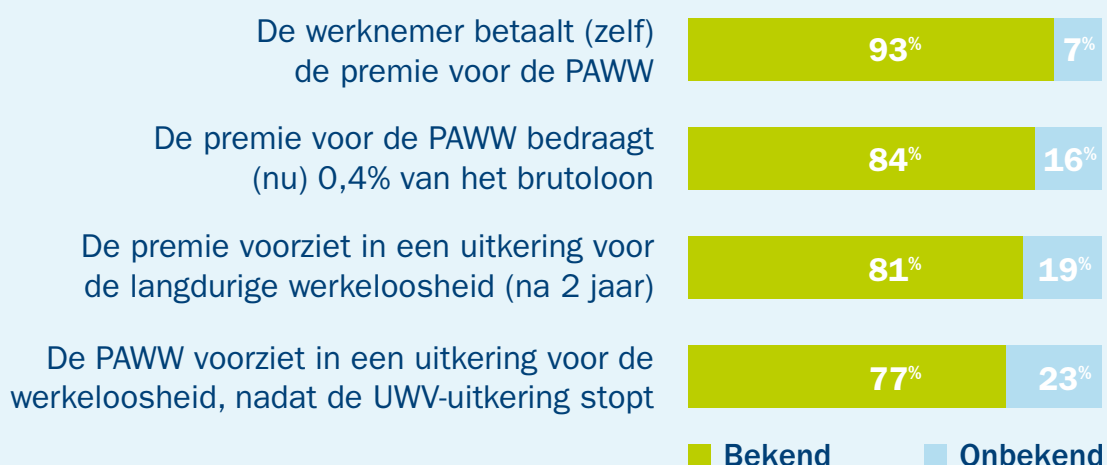 De werknemer betaalt (zelf)
de premie voor de PAWW
93% 7%
De premie voor de PAWW bedraagt
(nu) 0,4% van het brutoloon
84% 16%
De premie voorziet in een uitkering voor
de langdurige werkeloosheid (na 2 jaar)
81% 19%
De PAWW voorziet in een uitkering voor de
werkeloosheid, nadat de UWV-uitkering stopt
77% 23%
Bekend Onbekend